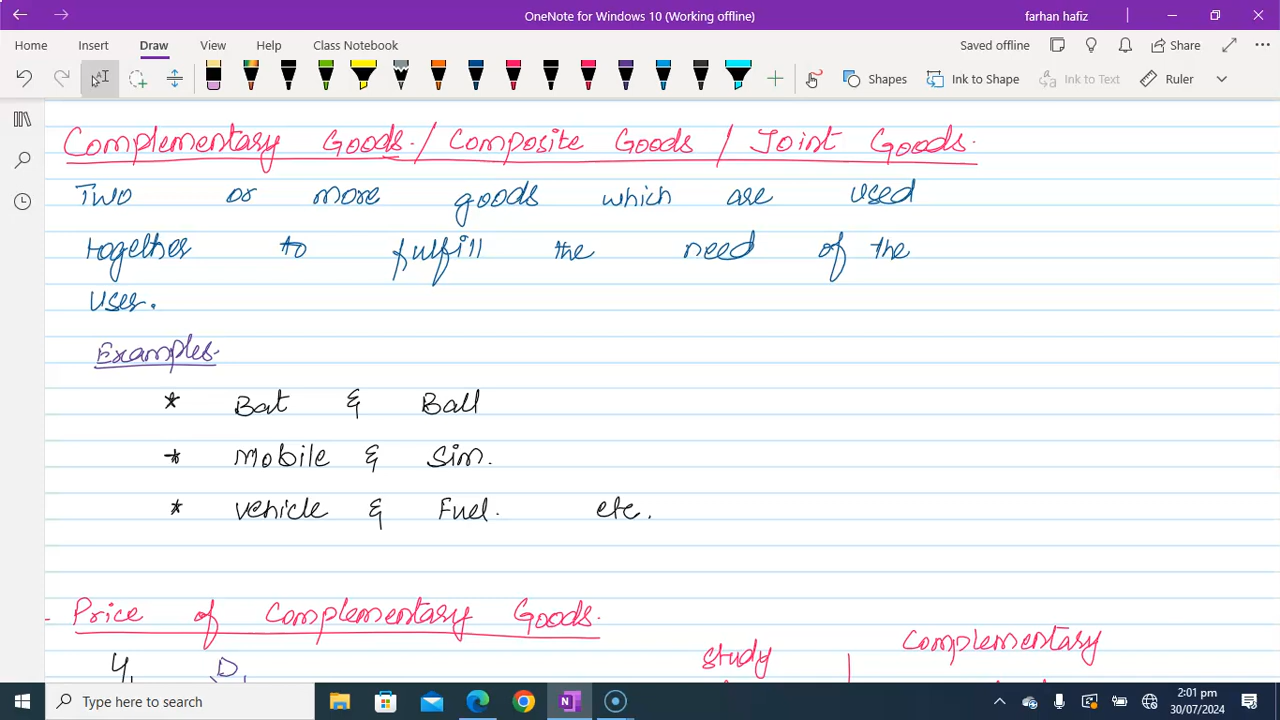 OneNote for Windows 10 (Working offline)
farhan hafiz
Home Insert Draw View Help Class Notebook
Saved offline
Share
Shapes
Ink to Shape
Ink to Text
Ruler
Complementary Goods./ Composite Goods / Joint Goods.
Two or more goods which are used
together to fulfill the need of the
user.
Examples.
* Bat & Ball
* Mobile & Sim.
* Vehicle & Fuel. etc.
- Price of Complementary Goods.
Complementary
study
Y, D,
Type here to search
2:01 pm
30/07/2024